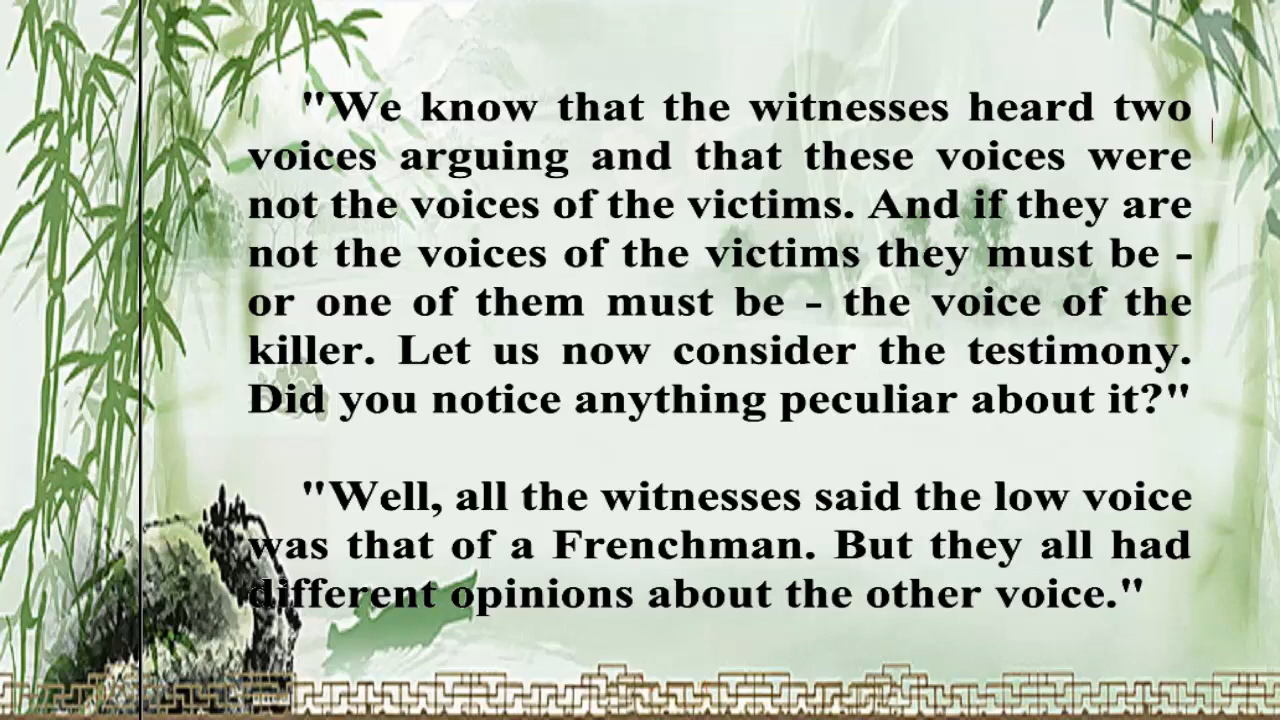 "We know that the witnesses heard two
voices arguing and that these voices were
not the voices of the victims. And if they are
not the voices of the victims they must be -
or one of them must be - the voice of the
killer. Let us now consider the testimony.
Did you notice anything peculiar about it?"
"Well, all the witnesses said the low voice
was that of a Frenchman. But they all had
different opinions about the other voice."